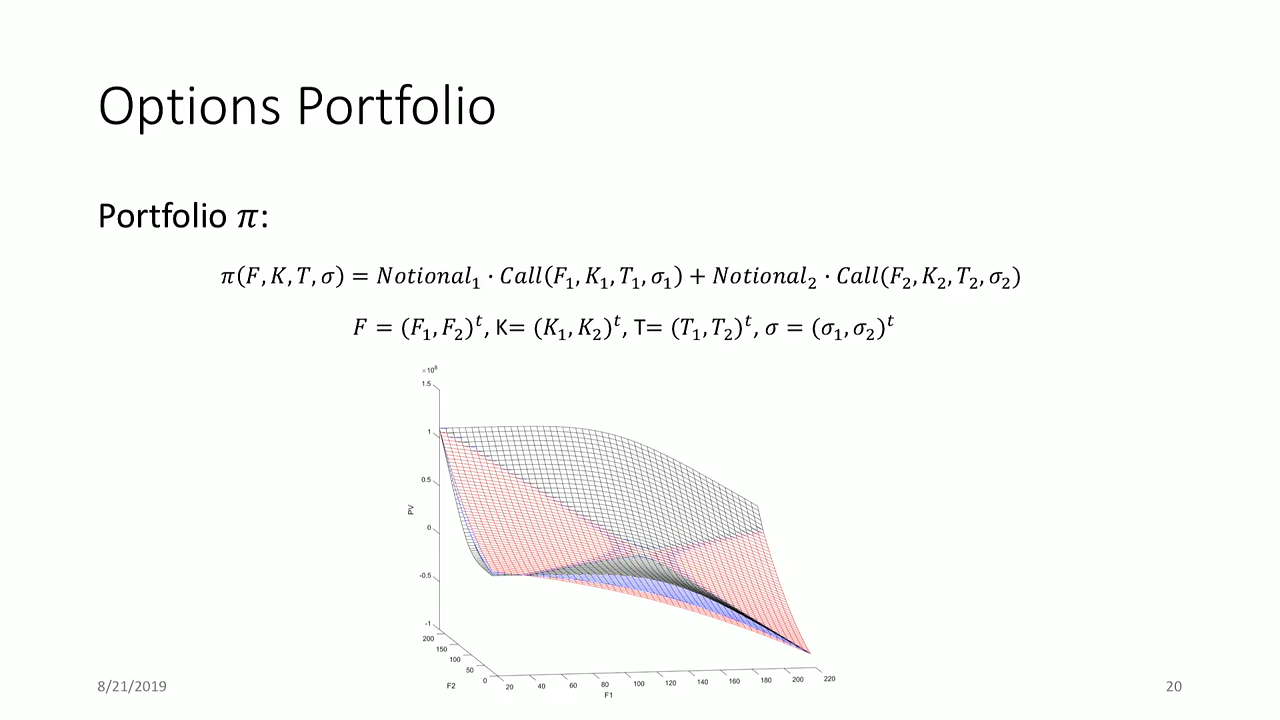 Options Portfolio
Portfolio 𝜋:
𝜋(F, K, T, σ) = Notional₁ · Call(F₁, K₁, T₁, σ₁) + Notional₂ · Call(F₂, K₂, T₂, σ₂)
F = (F₁, F₂)ᵗ, K= (K₁, K₂)ᵗ, T= (T₁, T₂)ᵗ, σ = (σ₁, σ₂)ᵗ
×10⁸
1.5
1
0.5
0
-0.5
-1
PV
200
150
100
50
0
F2
20 40 60 80 100 120 140 160 180 200 220
F1
8/21/2019
20